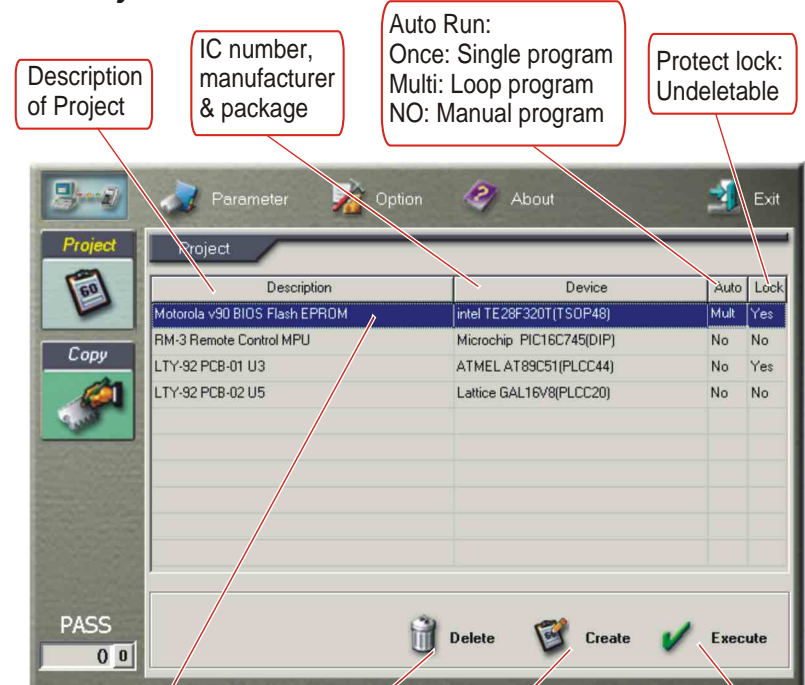 Description
of Project
IC number,
manufacturer
& package
Auto Run:
Once: Single program
Multi: Loop program
NO: Manual program
Protect lock:
Undeletable
Parameter
Option
About
Exit
Project
Project
Description Device Auto Lock
Motorola v90 BIOS Flash EPROM intel TE28F320T(TSOP48) Mult Yes
RM-3 Remote Control MPU Microchip PIC16C745(DIP) No No
LTY-92 PCB-01 U3 ATMEL AT89C51(PLCC44) No Yes
LTY-92 PCB-02 U5 Lattice GAL16V8(PLCC20) No No
GO
Copy
PASS
0 0
Delete
Create
Execute